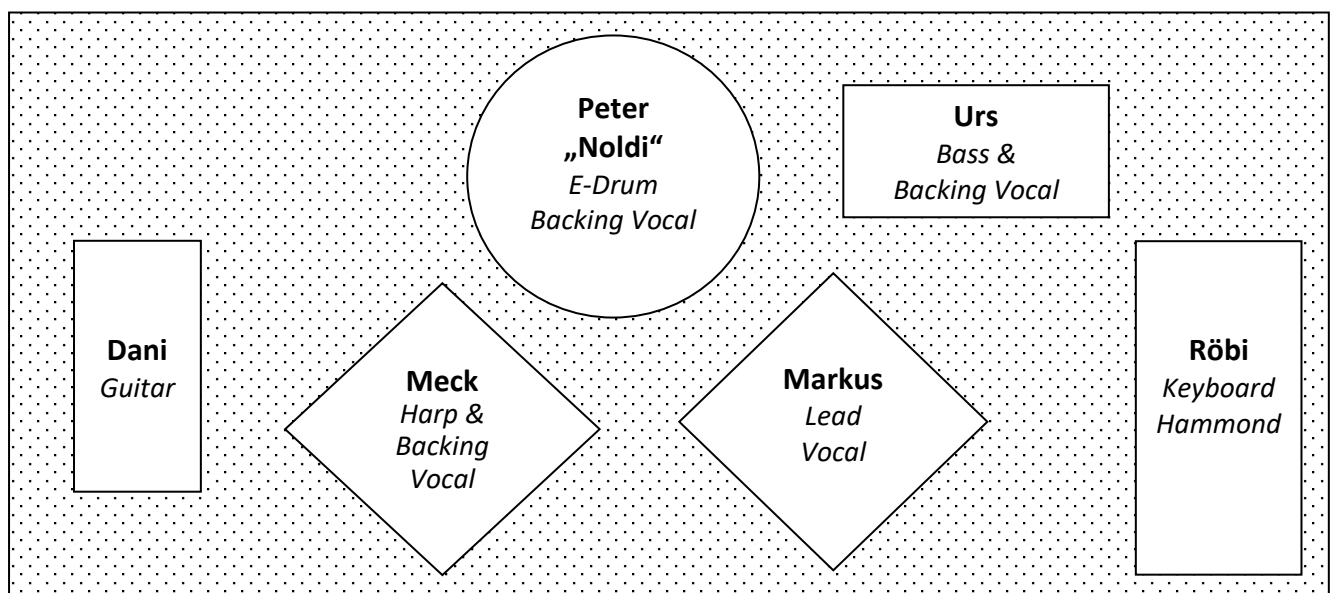 Peter
„Noldi“
E-Drum
Backing Vocal
Urs
Bass &
Backing Vocal
Dani
Guitar
Meck
Harp &
Backing
Vocal
Markus
Lead
Vocal
Röbi
Keyboard
Hammond